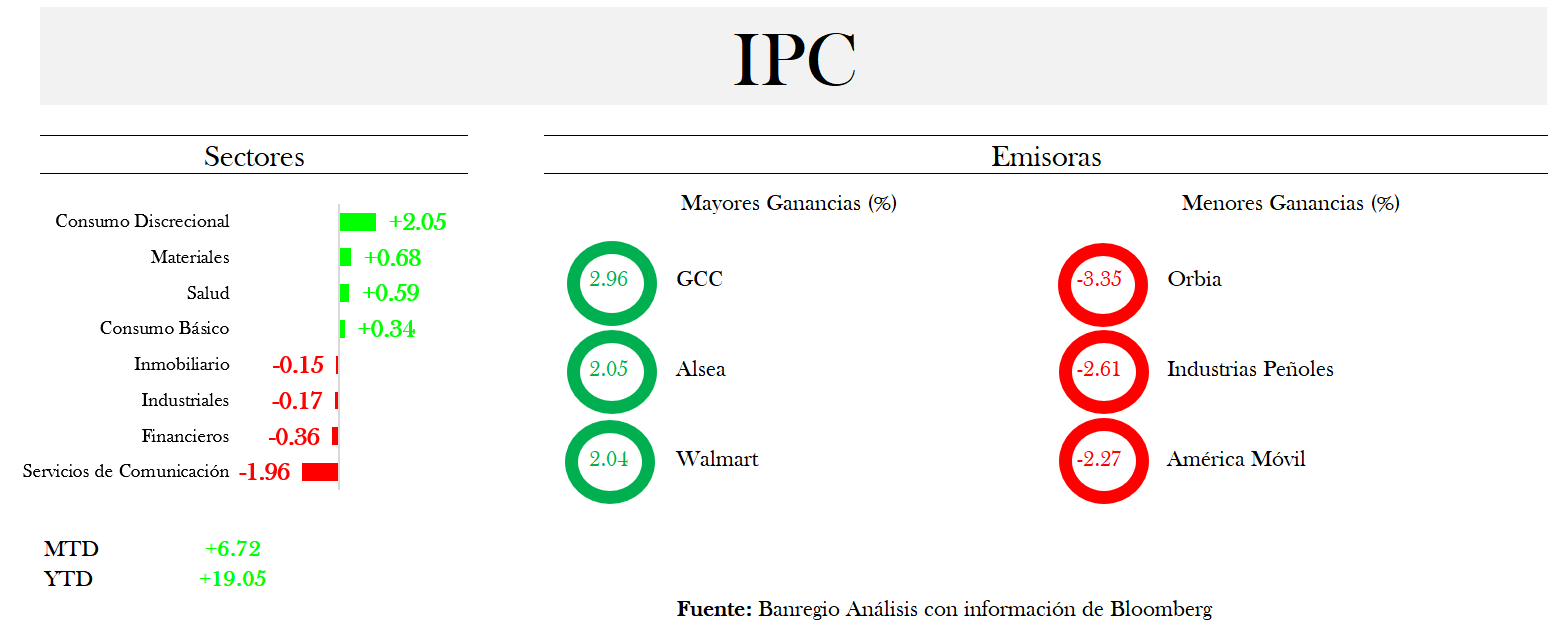 IPC
Sectores
Consumo Discrecional +2.05
Materiales +0.68
Salud +0.59
Consumo Básico +0.34
Inmobiliario -0.15
Industriales -0.17
Financieros -0.36
Servicios de Comunicación -1.96
MTD +6.72
YTD +19.05
Emisoras
Mayores Ganancias (%)
2.96 GCC
2.05 Alsea
2.04 Walmart
Menores Ganancias (%)
-3.35 Orbia
-2.61 Industrias Peñoles
-2.27 América Móvil
Fuente: Banregio Análisis con información de Bloomberg